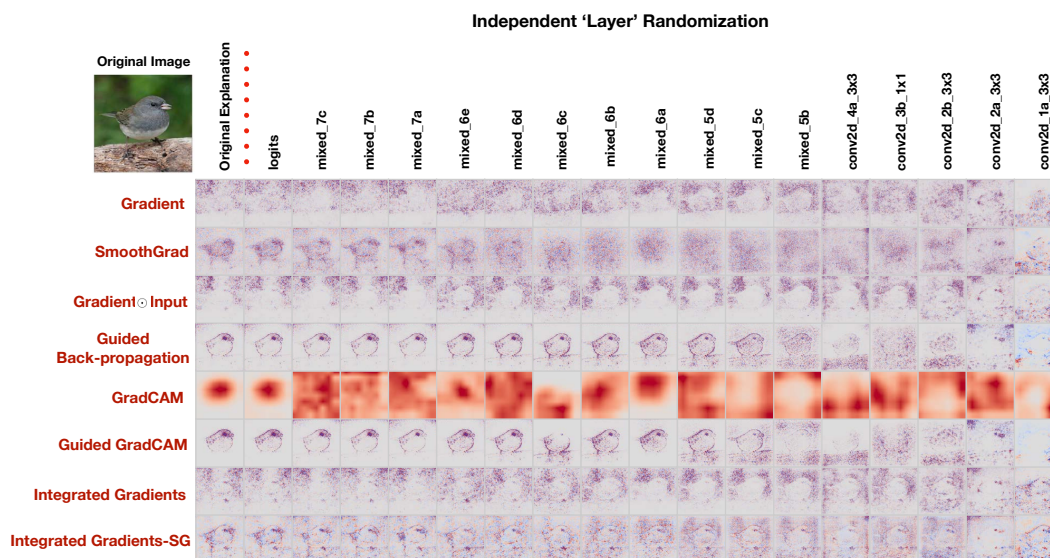 Independent 'Layer' Randomization
Original Image
Original Explanation
logits
mixed_7c
mixed_7b
mixed_7a
mixed_6e
mixed_6d
mixed_6c
mixed_6b
mixed_6a
mixed_5d
mixed_5c
mixed_5b
conv2d_4a_3x3
conv2d_3b_1x1
conv2d_2b_3x3
conv2d_2a_3x3
conv2d_1a_3x3
Gradient
SmoothGrad
Gradient⊙Input
Guided
Back-propagation
GradCAM
Guided GradCAM
Integrated Gradients
Integrated Gradients-SG